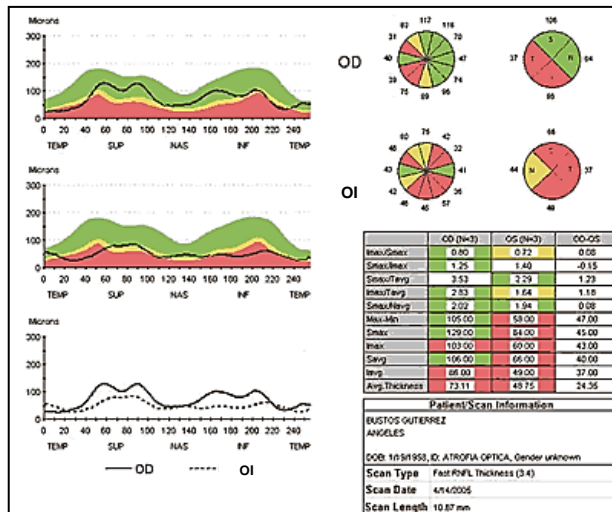 Microns
300
200
100
0
0 20 40 60 80 100 120 140 160 180 200 220 240
TEMP SUP NAS INF TEMP
Microns
300
200
100
0
0 20 40 60 80 100 120 140 160 180 200 220 240
TEMP SUP NAS INF TEMP
Microns
300
200
100
0
0 20 40 60 80 100 120 140 160 180 200 220 240
TEMP SUP NAS INF TEMP
OD OI
OD
117
116
70
47
74
96
89
75
39
40
31
106
S
37 T N 64
OI
75
42
32
41
36
57
45
46
42
43
48
66
44 N T 37
49
OD (N=3) OS (N=3) OD-OS
Imax/Smax 0.80 0.72 0.08
Smax/Imax 1.25 1.40 -0.15
Smax/Tavg 3.53 2.29 1.23
Imax/Tavg 2.83 1.64 1.18
Smax/Navg 2.02 1.94 0.08
Max-Min 105.00 58.00 47.00
Smax 129.00 84.00 45.00
Imax 103.00 60.00 43.00
Savg 106.00 66.00 40.00
Iavg 86.00 49.00 37.00
Avg.Thickness 73.11 48.75 24.35
Patient/Scan Information
BUSTOS GUTIERREZ
ANGELES
DOB: 1/19/1958, ID: ATROFIA OPTICA, Gender unknown
Scan Type Fast RNFL Thickness (3.4)
Scan Date 4/14/2005
Scan Length 10.87 mm